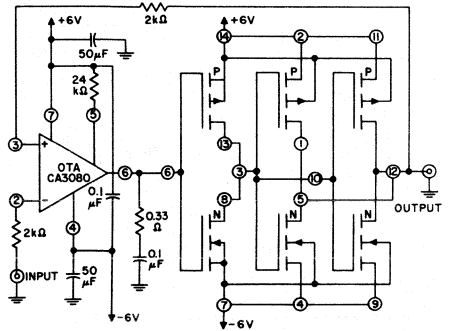 +6V
2kΩ
+6V
50μF
14
2
11
24
kΩ
P
P
P
7
5
13
1
3
+
OTA
CA3080
6
6
3
10
12
2
−
0.1
μF
8
5
OUTPUT
4
0.33
Ω
N
N
N
2kΩ
INPUT
50
μF
0.1
μF
7
4
9
−6V
−6V